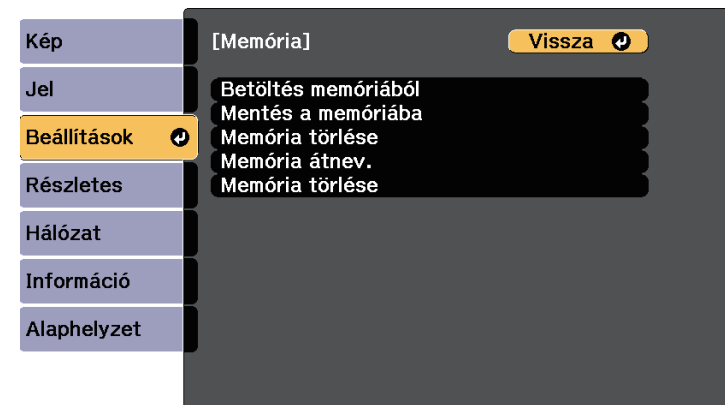 Kép
Jel
Beállítások
Részletes
Hálózat
Információ
Alaphelyzet
[Memória]
Vissza
Betöltés memóriából
Mentés a memóriába
Memória törlése
Memória átnev.
Memória törlése